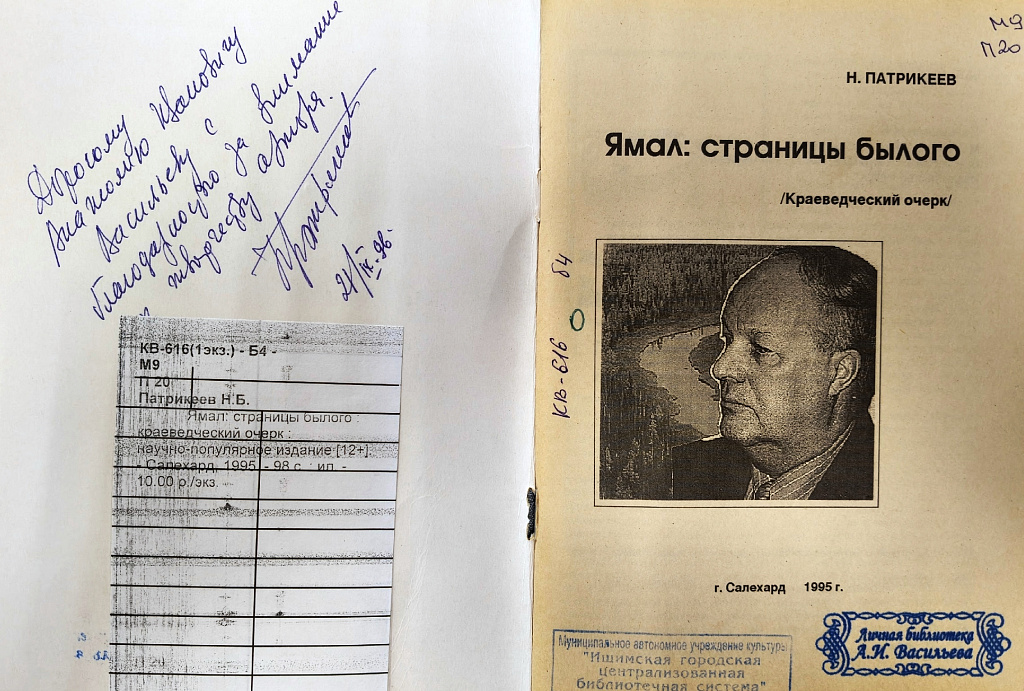 Дорогому
Анатолию Ивановичу
Васильеву с
благодарностью за внимание
к творчеству автора.
21/IX-96.
КВ-616(1экз.) - Б4 -
М9
П 20
Патрикеев Н.Б.
Ямал: страницы былого :
краеведческий очерк :
научно-популярное издание [12+]
- Салехард, 1995. - 98 с. : ил. -
10.00 р./экз.
М9
П20
Н. ПАТРИКЕЕВ
Ямал: страницы былого
/Краеведческий очерк/
КВ-616 б4
г. Салехард 1995 г.
Муниципальное автономное учреждение культуры
"Ишимская городская
централизованная
библиотечная система"
Личная библиотека
А.И. Васильева